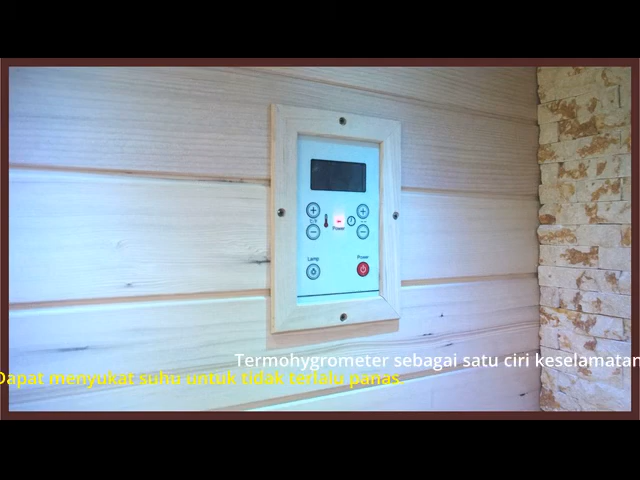 Lamp
Power
Power
Termohygrometer sebagai satu ciri keselamatan
Dapat menyukat suhu untuk tidak terlalu panas